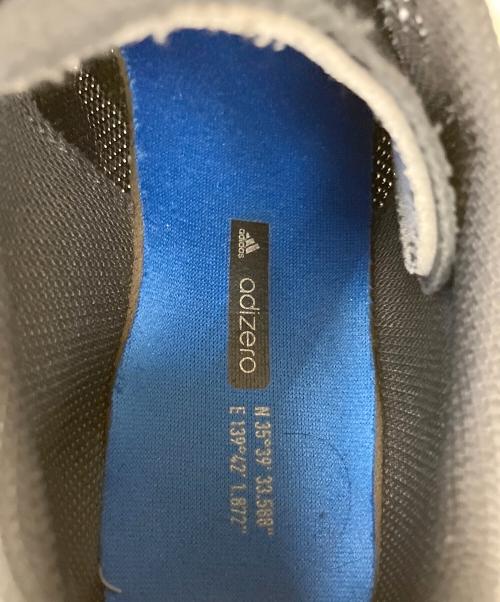 adidas
adizero
N 35°39' 33.588"
E 139°42' 1.872"